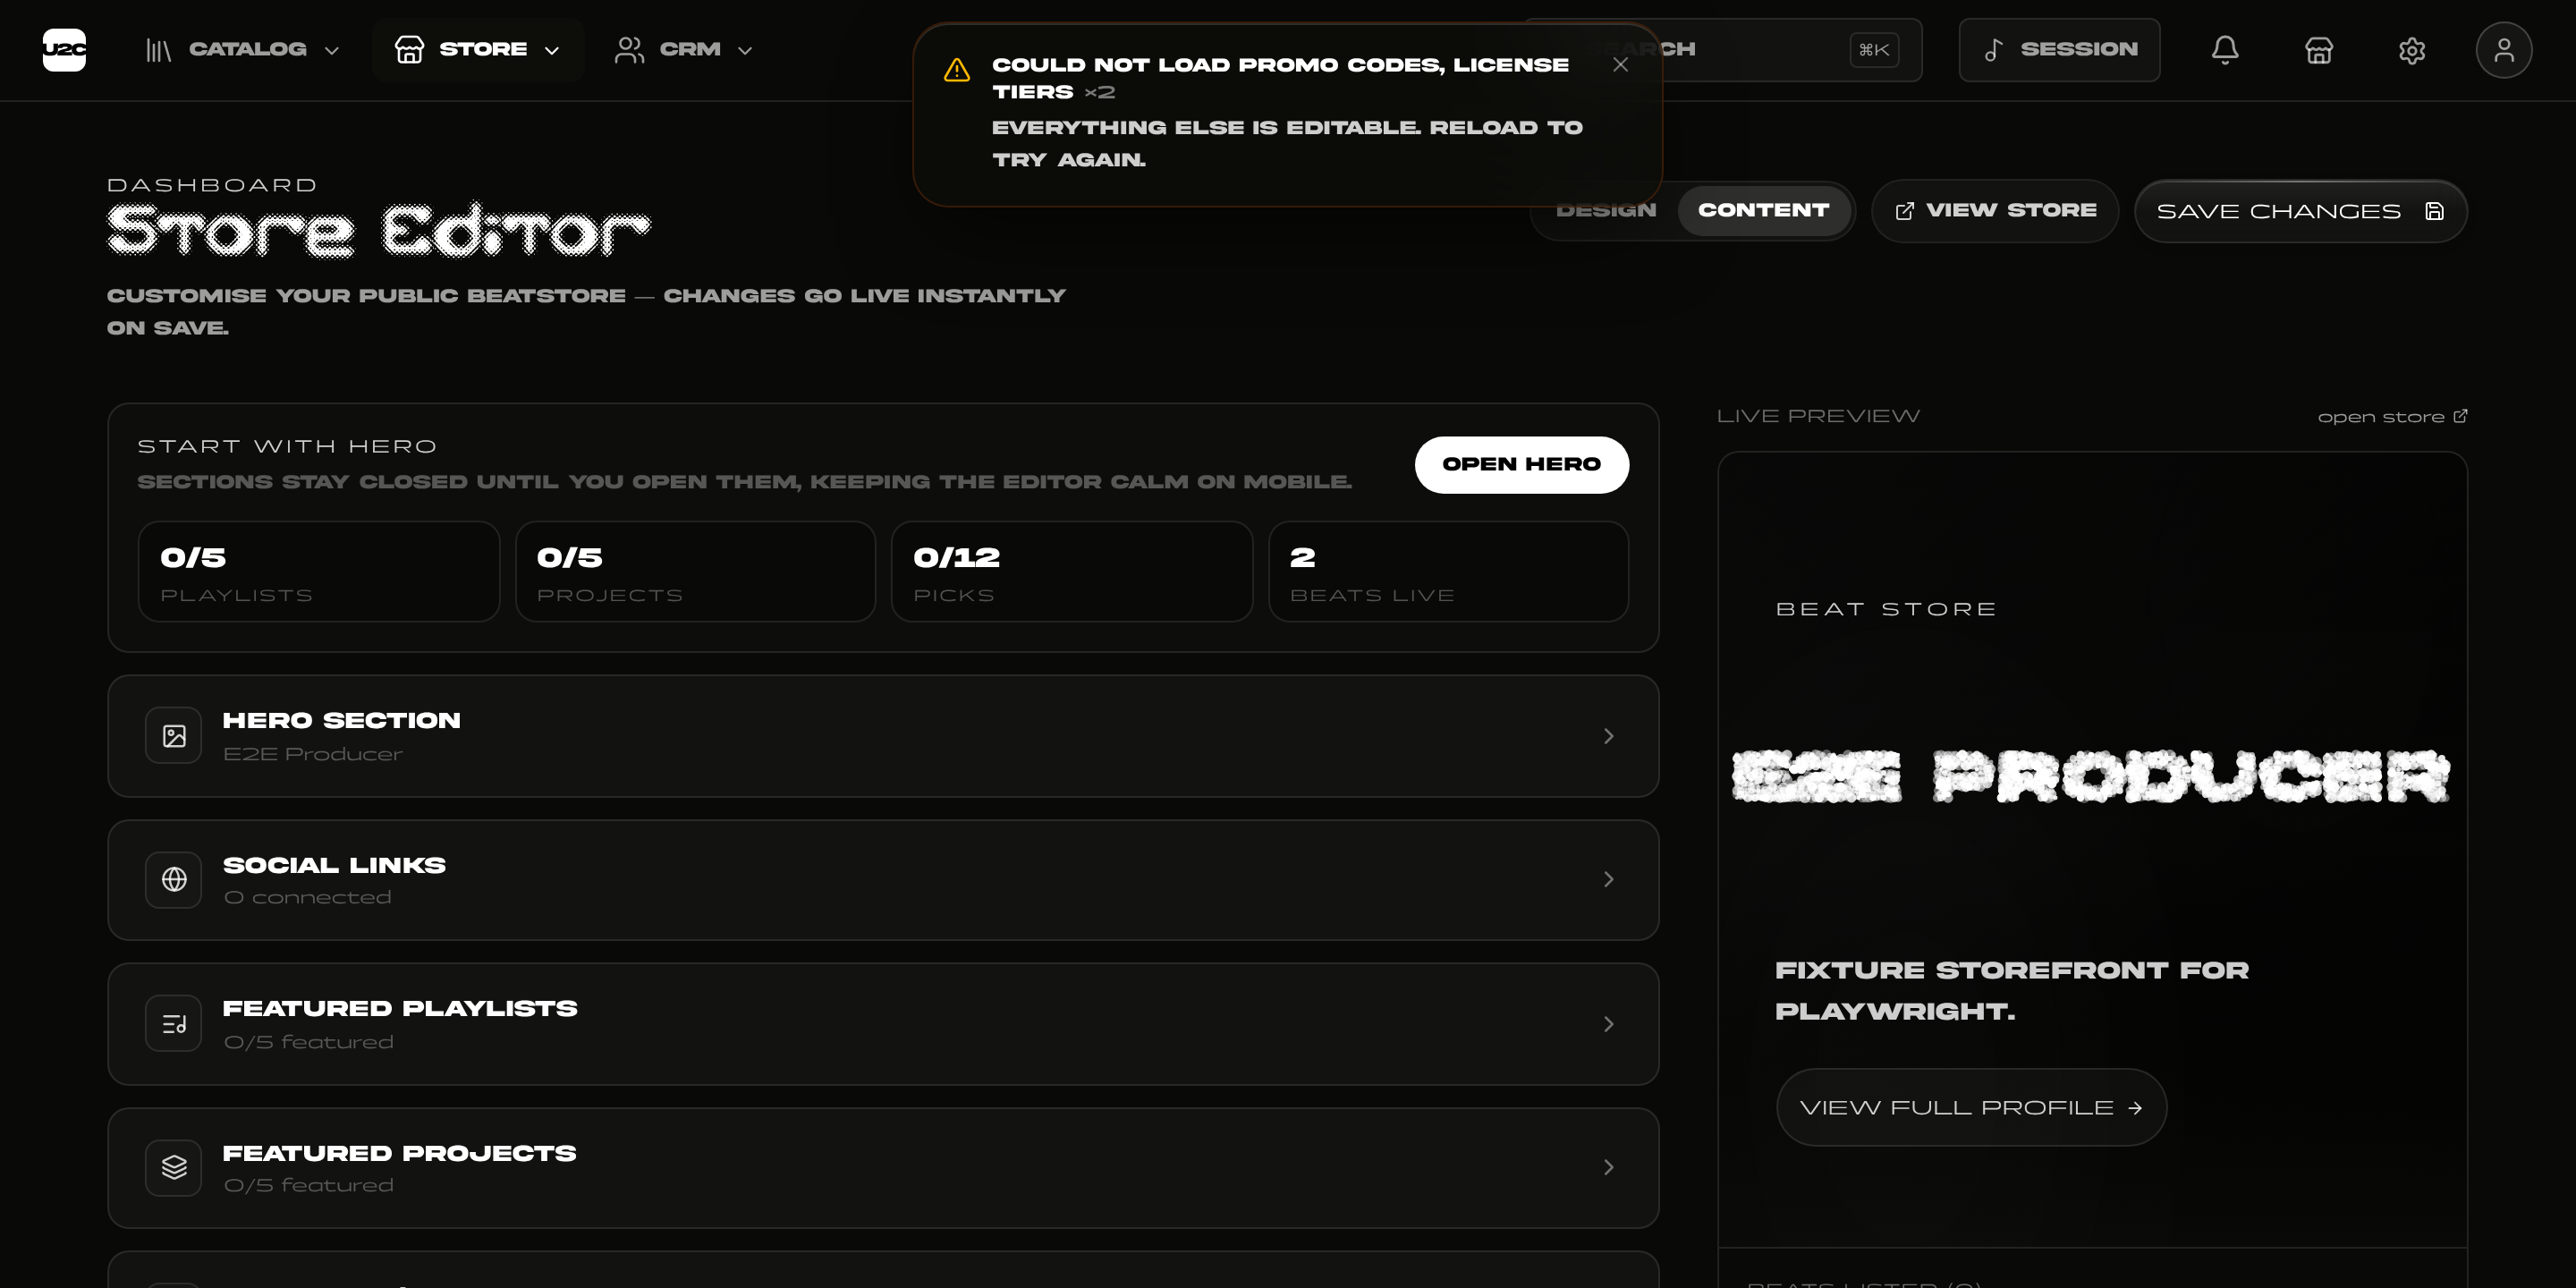 U2C
CATALOG
STORE
CRM
⌘K
SESSION
COULD NOT LOAD PROMO CODES, LICENSE
TIERS ×2
EVERYTHING ELSE IS EDITABLE. RELOAD TO
TRY AGAIN.
DASHBOARD
Store Editor
CUSTOMISE YOUR PUBLIC BEATSTORE — CHANGES GO LIVE INSTANTLY
ON SAVE.
DESIGN
CONTENT
VIEW STORE
SAVE CHANGES
START WITH HERO
SECTIONS STAY CLOSED UNTIL YOU OPEN THEM, KEEPING THE EDITOR CALM ON MOBILE.
OPEN HERO
0/5
PLAYLISTS
0/5
PROJECTS
0/12
PICKS
2
BEATS LIVE
HERO SECTION
E2E Producer
SOCIAL LINKS
0 connected
FEATURED PLAYLISTS
0/5 featured
FEATURED PROJECTS
0/5 featured
LIVE PREVIEW
open store
BEAT STORE
E2E PRODUCER
FIXTURE STOREFRONT FOR
PLAYWRIGHT.
VIEW FULL PROFILE →